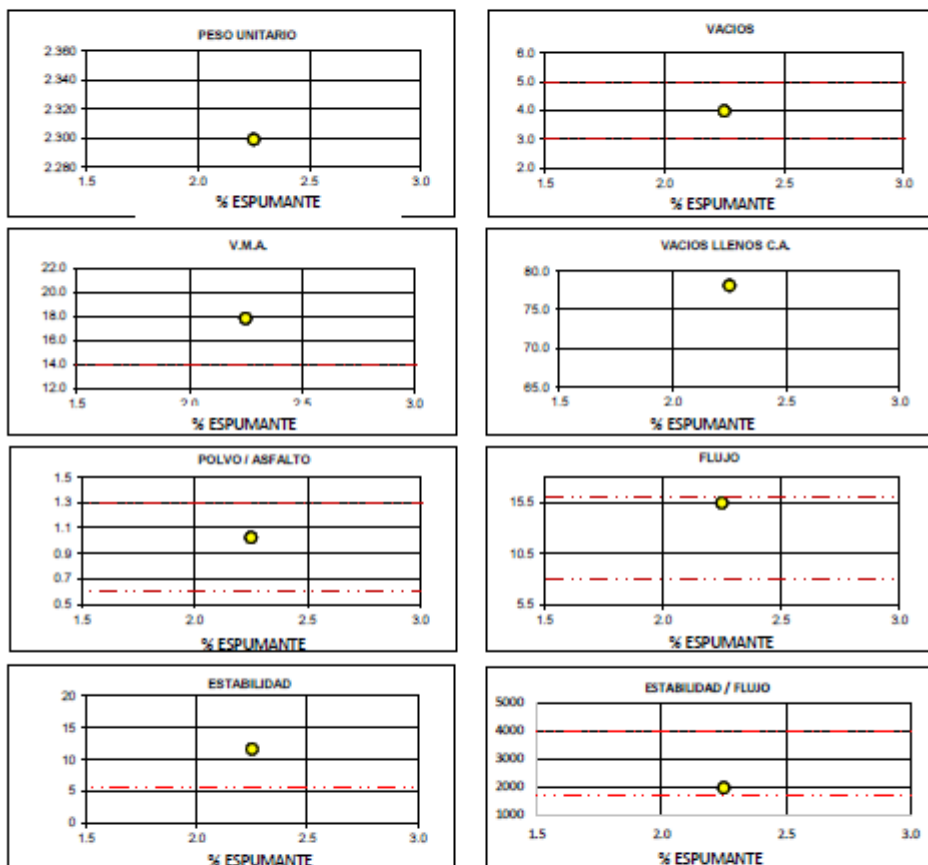 PESO UNITARIO
2.360
2.340
2.320
2.300
2.280
1.5 2.0 2.5 3.0
% ESPUMANTE
VACIOS
6.0
5.0
4.0
3.0
2.0
1.5 2.0 2.5 3.0
% ESPUMANTE
V.M.A.
22.0
20.0
18.0
16.0
14.0
12.0
1.5 2.0 2.5 3.0
% ESPUMANTE
VACIOS LLENOS C.A.
80.0
75.0
70.0
65.0
1.5 2.0 2.5 3.0
% ESPUMANTE
POLVO / ASFALTO
1.5
1.3
1.1
0.9
0.7
0.5
1.5 2.0 2.5 3.0
% ESPUMANTE
FLUJO
15.5
10.5
5.5
1.5 2.0 2.5 3.0
% ESPUMANTE
ESTABILIDAD
20
15
10
5
0
1.5 2.0 2.5 3.0
% ESPUMANTE
ESTABILIDAD / FLUJO
5000
4000
3000
2000
1000
1.5 2.0 2.5 3.0
% ESPUMANTE